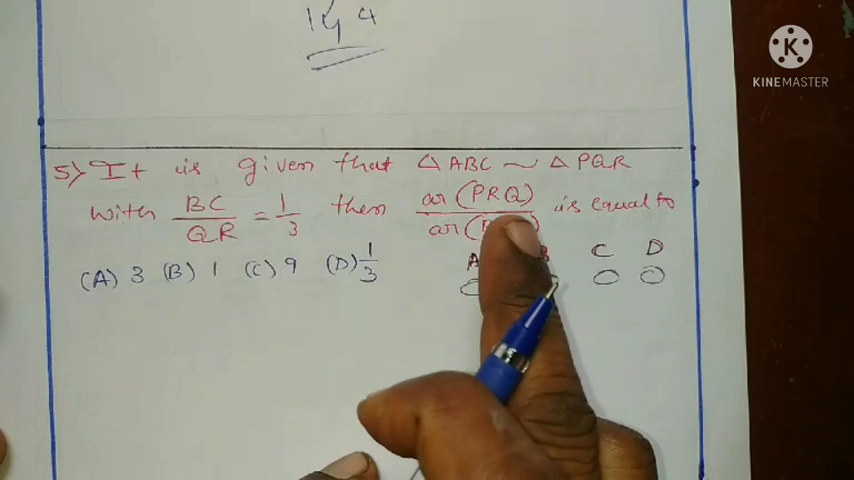 KINEMASTER
5) It is given that △ABC ~ △PQR
with BC/QR = 1/3 then ar(PRQ)/ar( ) is equal to
(A) 3 (B) 1 (C) 9 (D) 1/3
A B C D